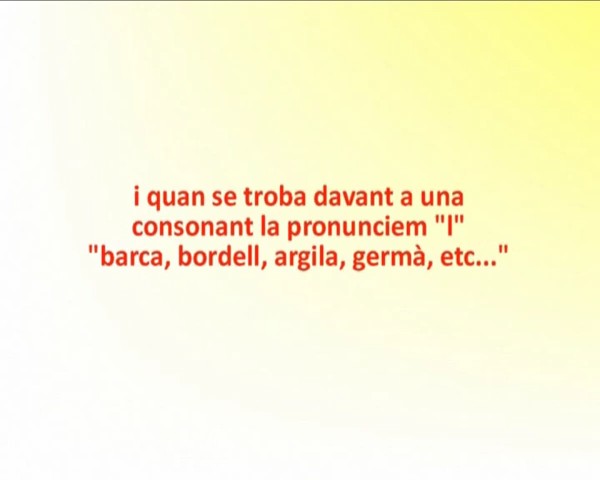 i quan se troba davant a una
consonant la pronunciem "l"
"barca, bordell, argila, germà, etc..."